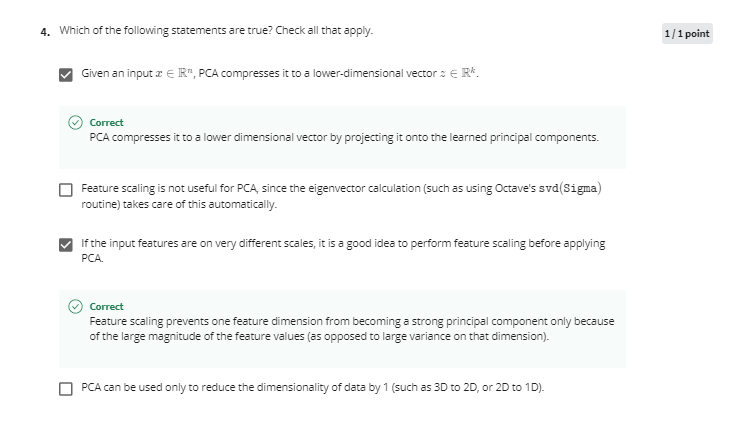 4. Which of the following statements are true? Check all that apply.
1 / 1 point
Given an input x ∈ ℝⁿ, PCA compresses it to a lower-dimensional vector z ∈ ℝᵏ.
Correct
PCA compresses it to a lower dimensional vector by projecting it onto the learned principal components.
Feature scaling is not useful for PCA, since the eigenvector calculation (such as using Octave's svd(Sigma)
routine) takes care of this automatically.
If the input features are on very different scales, it is a good idea to perform feature scaling before applying
PCA.
Correct
Feature scaling prevents one feature dimension from becoming a strong principal component only because
of the large magnitude of the feature values (as opposed to large variance on that dimension).
PCA can be used only to reduce the dimensionality of data by 1 (such as 3D to 2D, or 2D to 1D).